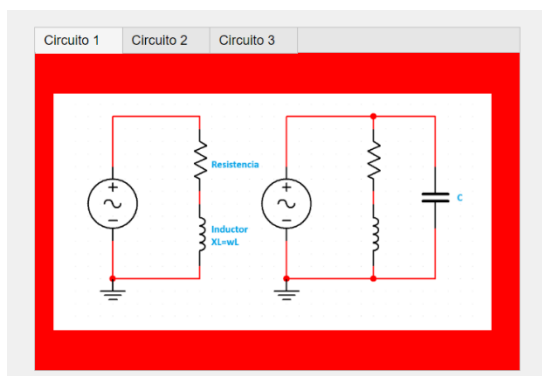 Circuito 1 Circuito 2 Circuito 3
Resistencia
Inductor
XL=wL
C